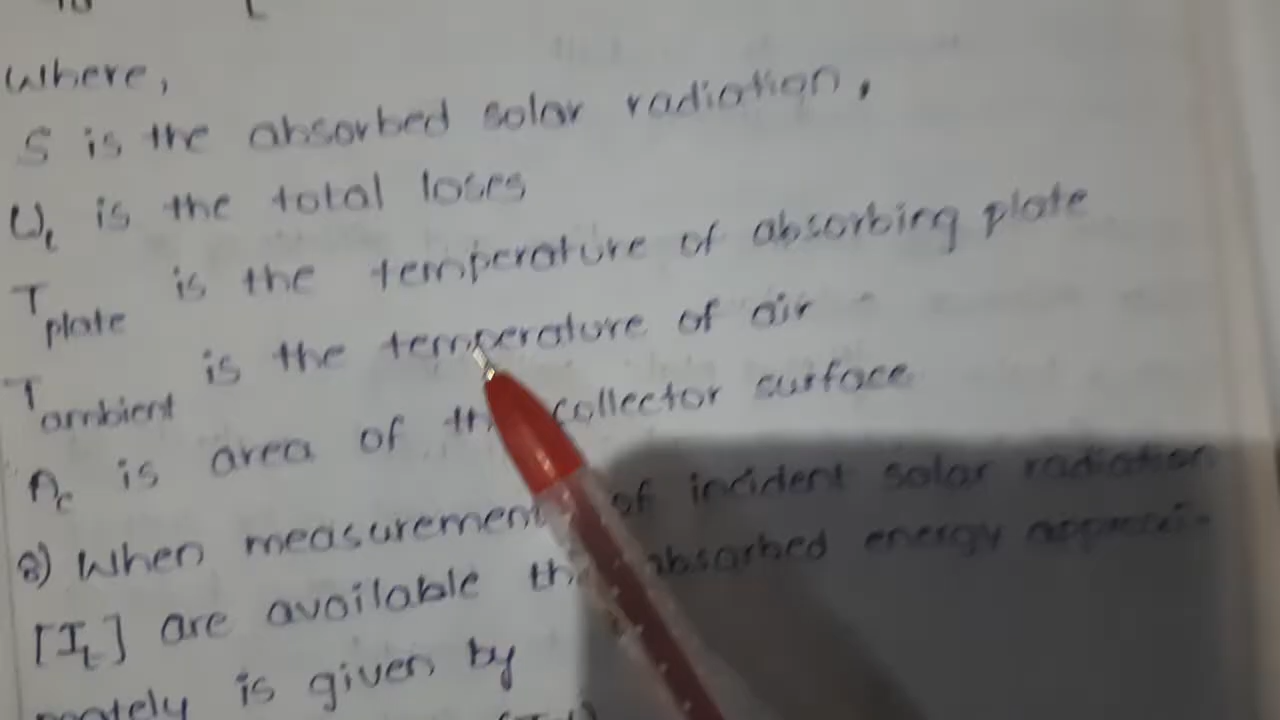 Where,
S is the absorbed solar radiation,
U_L is the total loses
T_plate is the temperature of absorbing plate
T_ambient is the temperature of air
A_c is area of the collector surface
8) When measurement of incident solar radiation
[I_t] are available the absorbed energy approxi-
mately is given by